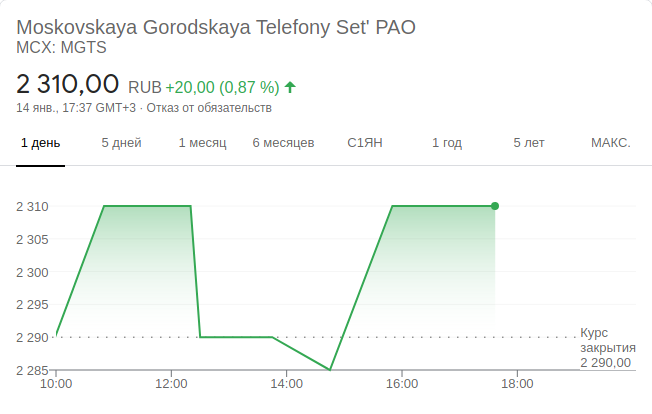 Moskovskaya Gorodskaya Telefony Set' PAO
MCX: MGTS
2 310,00 RUB +20,00 (0,87 %)
14 янв., 17:37 GMT+3 · Отказ от обязательств
1 день 5 дней 1 месяц 6 месяцев С1ЯН 1 год 5 лет МАКС.
2 310
2 305
2 300
2 295
2 290
2 285
Курс
закрытия
2 290,00
10:00 12:00 14:00 16:00 18:00